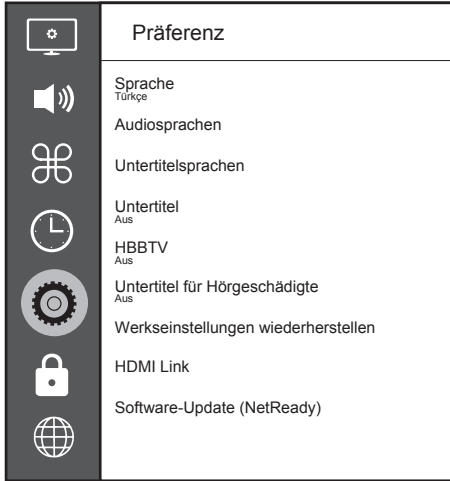 Präferenz
Sprache
Türkçe
Audiosprachen
Untertitelsprachen
Untertitel
Aus
HBBTV
Aus
Untertitel für Hörgeschädigte
Aus
Werkseinstellungen wiederherstellen
HDMI Link
Software-Update (NetReady)